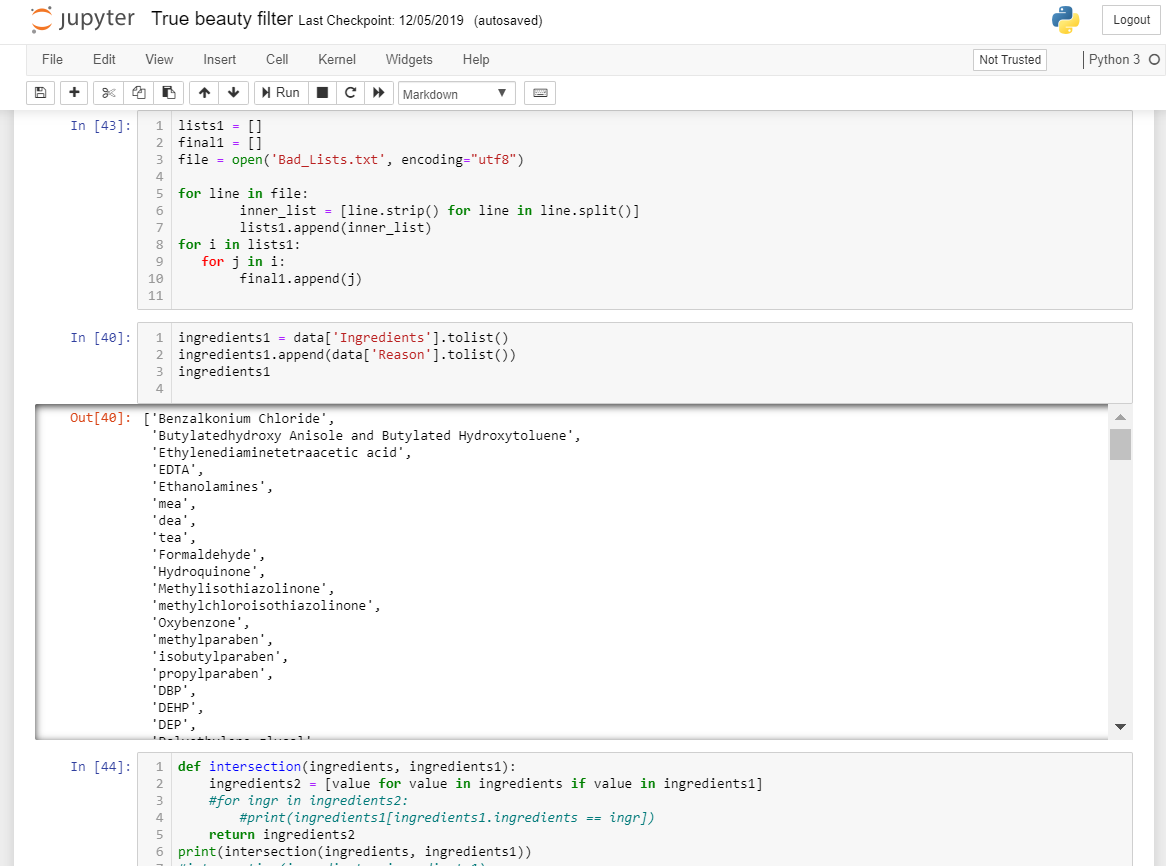 jupyter True beauty filter Last Checkpoint: 12/05/2019 (autosaved) Logout
File Edit View Insert Cell Kernel Widgets Help Not Trusted Python 3
Run Markdown
In [43]:
1 lists1 = []
2 final1 = []
3 file = open('Bad_Lists.txt', encoding="utf8")
4
5 for line in file:
6         inner_list = [line.strip() for line in line.split()]
7         lists1.append(inner_list)
8 for i in lists1:
9    for j in i:
10         final1.append(j)
11
In [40]:
1 ingredients1 = data['Ingredients'].tolist()
2 ingredients1.append(data['Reason'].tolist())
3 ingredients1
4
Out[40]: ['Benzalkonium Chloride',
'Butylatedhydroxy Anisole and Butylated Hydroxytoluene',
'Ethylenediaminetetraacetic acid',
'EDTA',
'Ethanolamines',
'mea',
'dea',
'tea',
'Formaldehyde',
'Hydroquinone',
'Methylisothiazolinone',
'methylchloroisothiazolinone',
'Oxybenzone',
'methylparaben',
'isobutylparaben',
'propylparaben',
'DBP',
'DEHP',
'DEP',
In [44]:
1 def intersection(ingredients, ingredients1):
2     ingredients2 = [value for value in ingredients if value in ingredients1]
3     #for ingr in ingredients2:
4         #print(ingredients1[ingredients1.ingredients == ingr])
5     return ingredients2
6 print(intersection(ingredients, ingredients1))